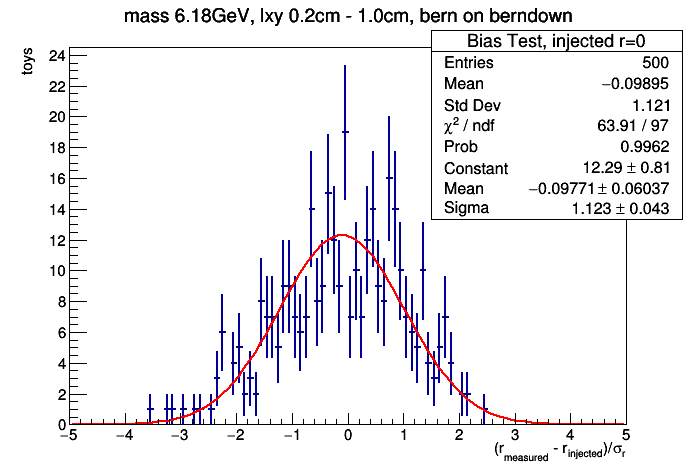 mass 6.18GeV, lxy 0.2cm - 1.0cm, bern on berndown
Bias Test, injected r=0
Entries 500
Mean −0.09895
Std Dev 1.121
χ² / ndf 63.91 / 97
Prob 0.9962
Constant 12.29 ± 0.81
Mean −0.09771 ± 0.06037
Sigma 1.123 ± 0.043
toys
24
22
20
18
16
14
12
10
8
6
4
2
0
−5 −4 −3 −2 −1 0 1 2 3 4 5
(r_measured - r_injected)/σ_r